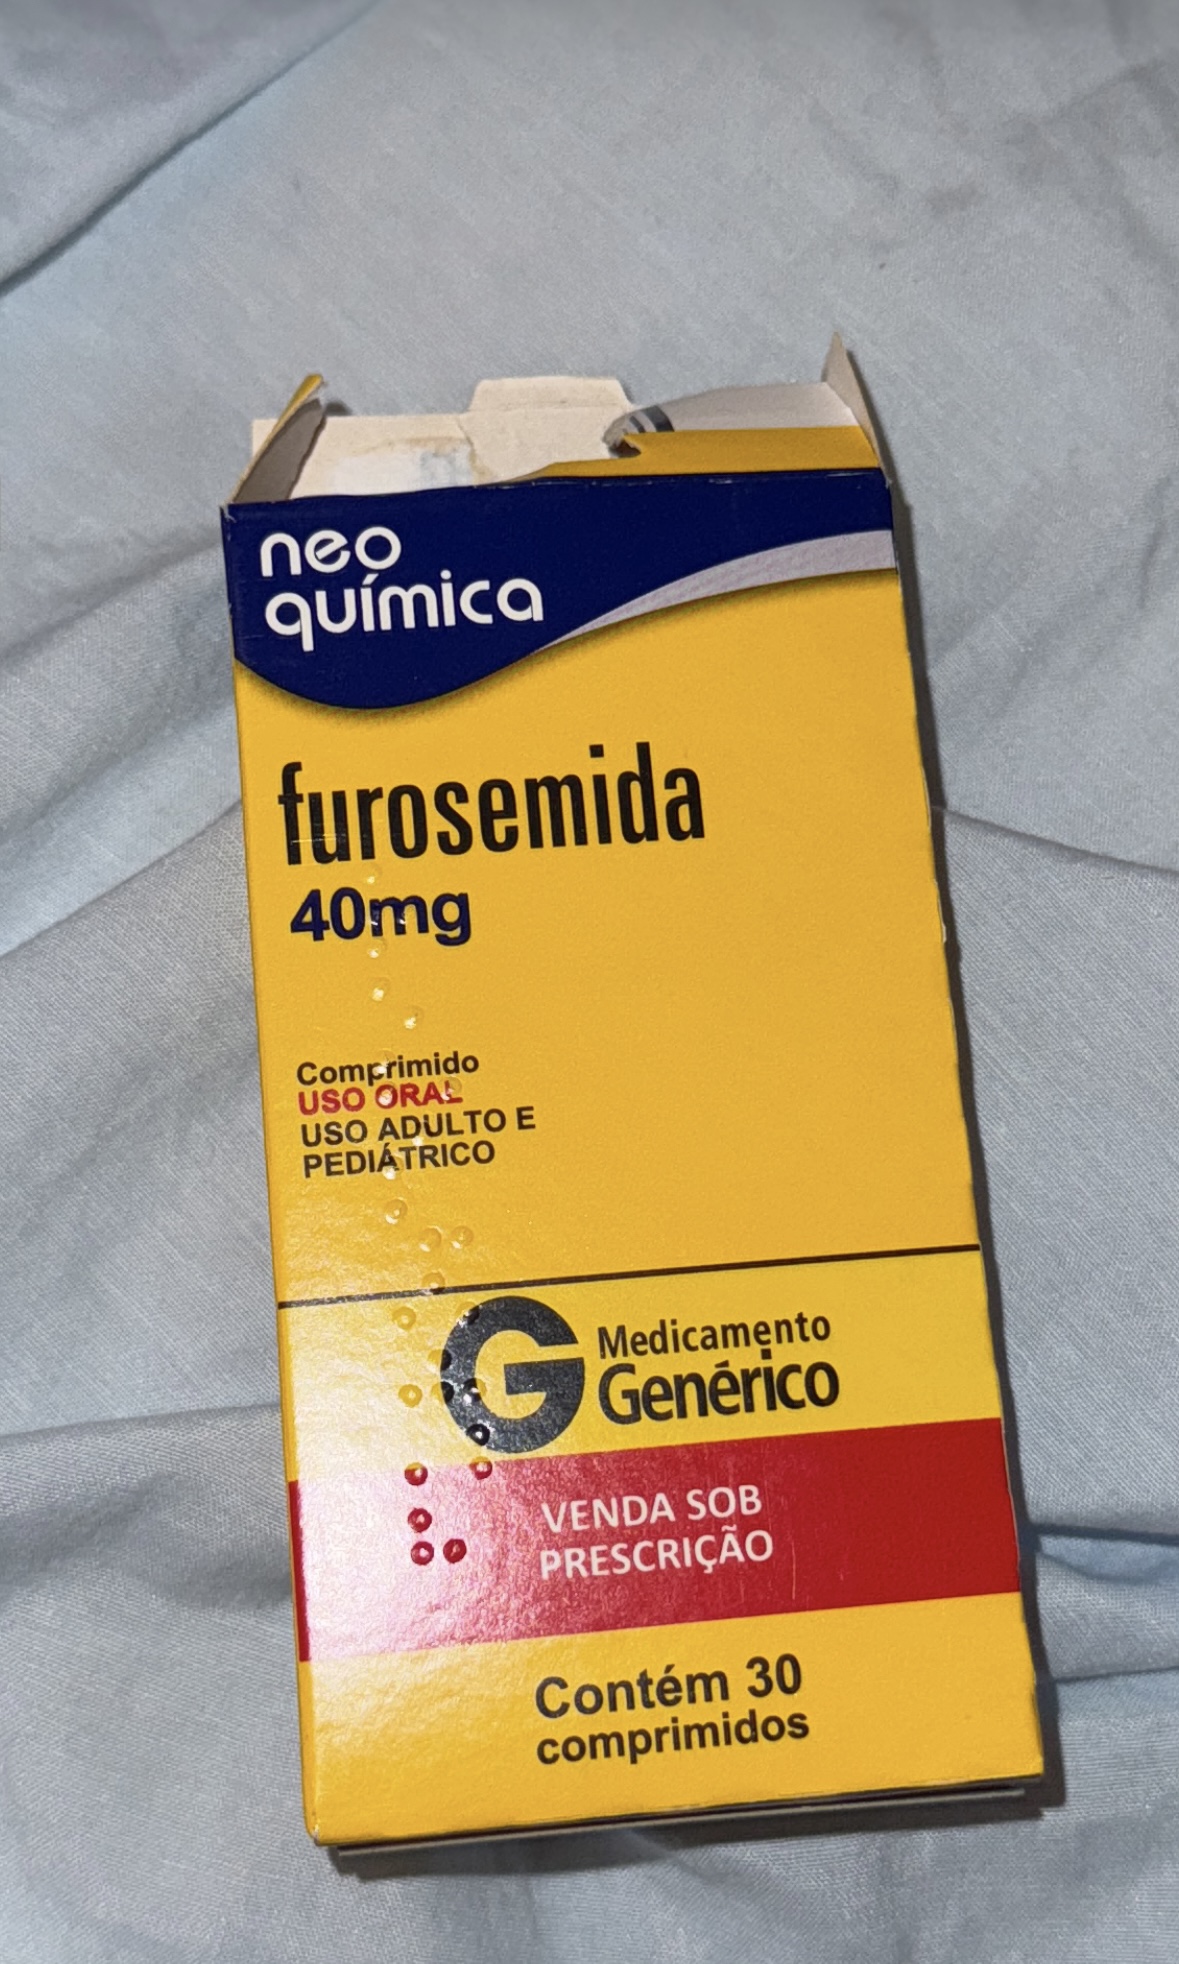 neo
química
furosemida
40mg
Comprimido
USO ORAL
USO ADULTO E
PEDIÁTRICO
G Medicamento
Genérico
VENDA SOB
PRESCRIÇÃO
Contém 30
comprimidos